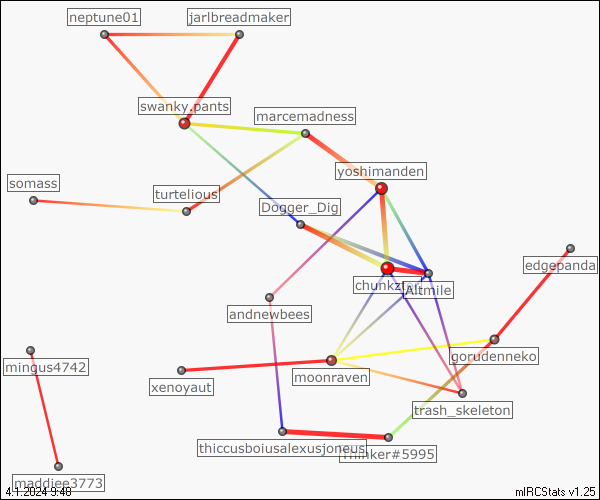 neptune01
jarlbreadmaker
swanky.pants
marcemadness
yoshimanden
somass
turtelious
Dogger_Dig
edgepanda
Altmile
andnewbees
gorudenneko
mingus4742
moonraven
xenoyaut
trash_skeleton
thiccusboiusalexusjoneus
Thinker#5995
maddiee3773
4.1.2024 9:40
mIRCStats v1.25